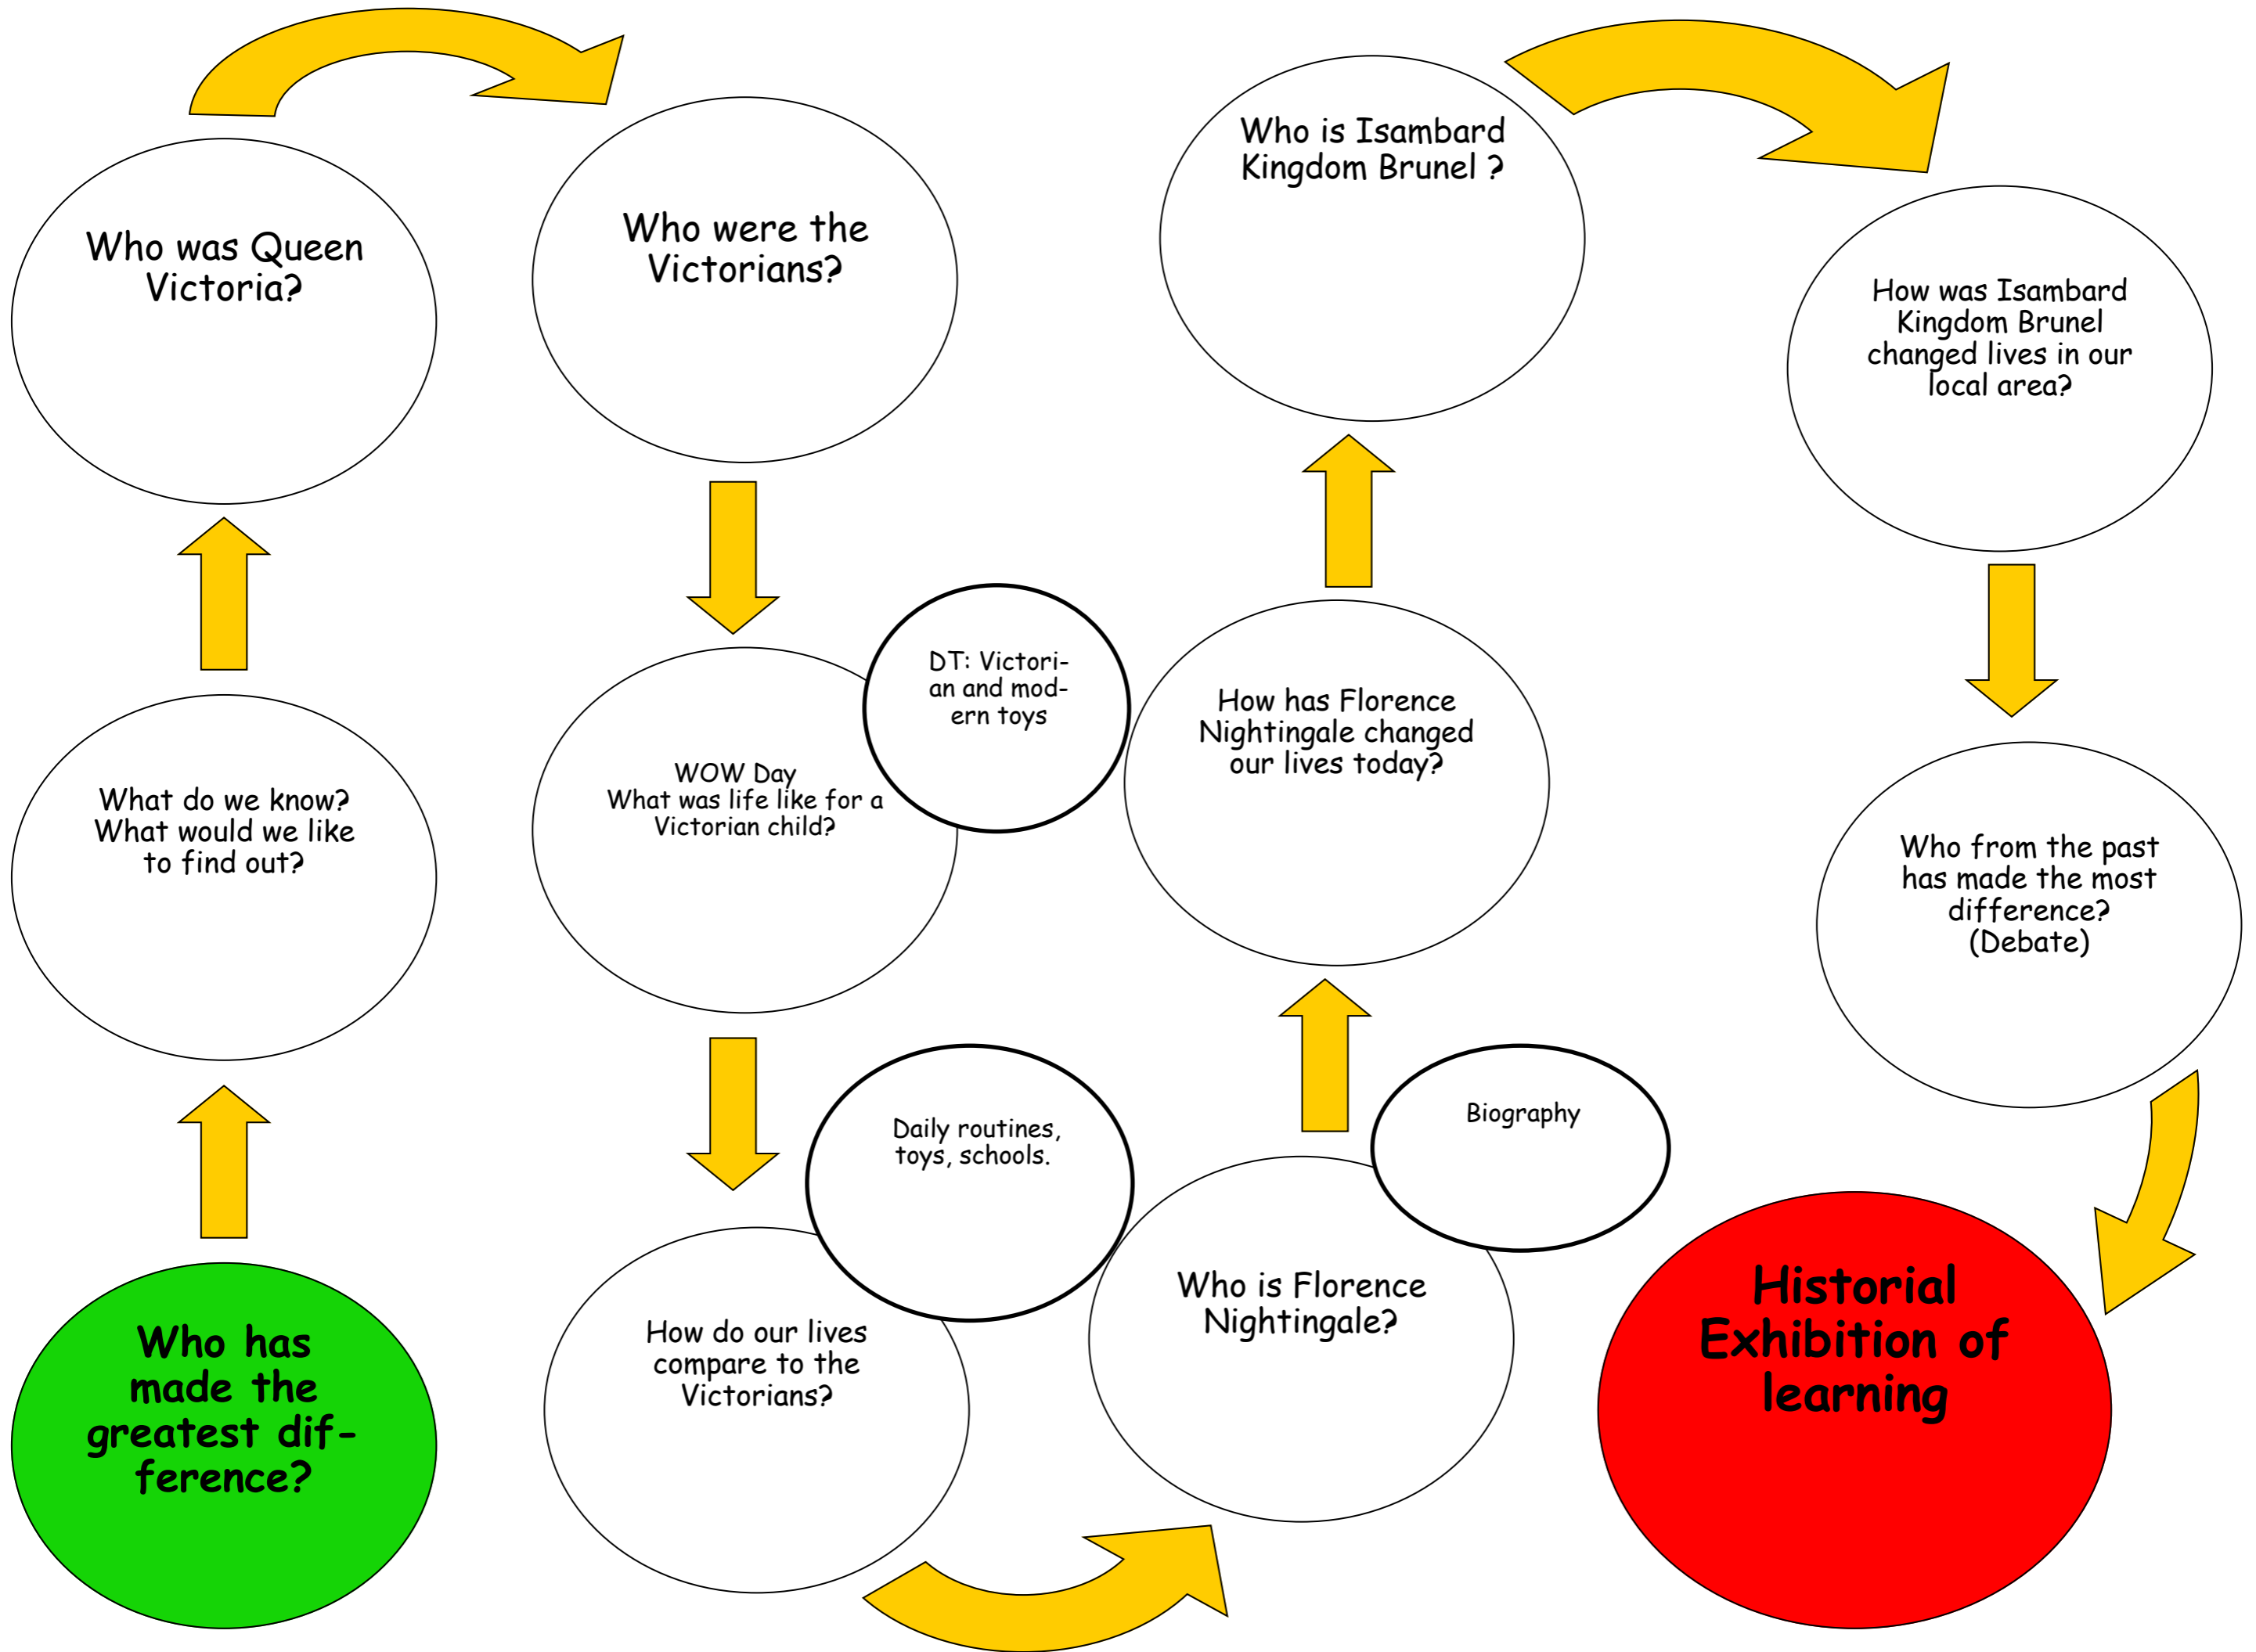 Who has
made the
greatest dif-
ference?
What do we know?
What would we like
to find out?
Who was Queen
Victoria?
Who were the
Victorians?
WOW Day
What was life like for a
Victorian child?
DT: Victori-
an and mod-
ern toys
How do our lives
compare to the
Victorians?
Daily routines,
toys, schools.
Who is Florence
Nightingale?
Biography
How has Florence
Nightingale changed
our lives today?
Who is Isambard
Kingdom Brunel ?
How was Isambard
Kingdom Brunel
changed lives in our
local area?
Who from the past
has made the most
difference?
(Debate)
Historial
Exhibition of
learning